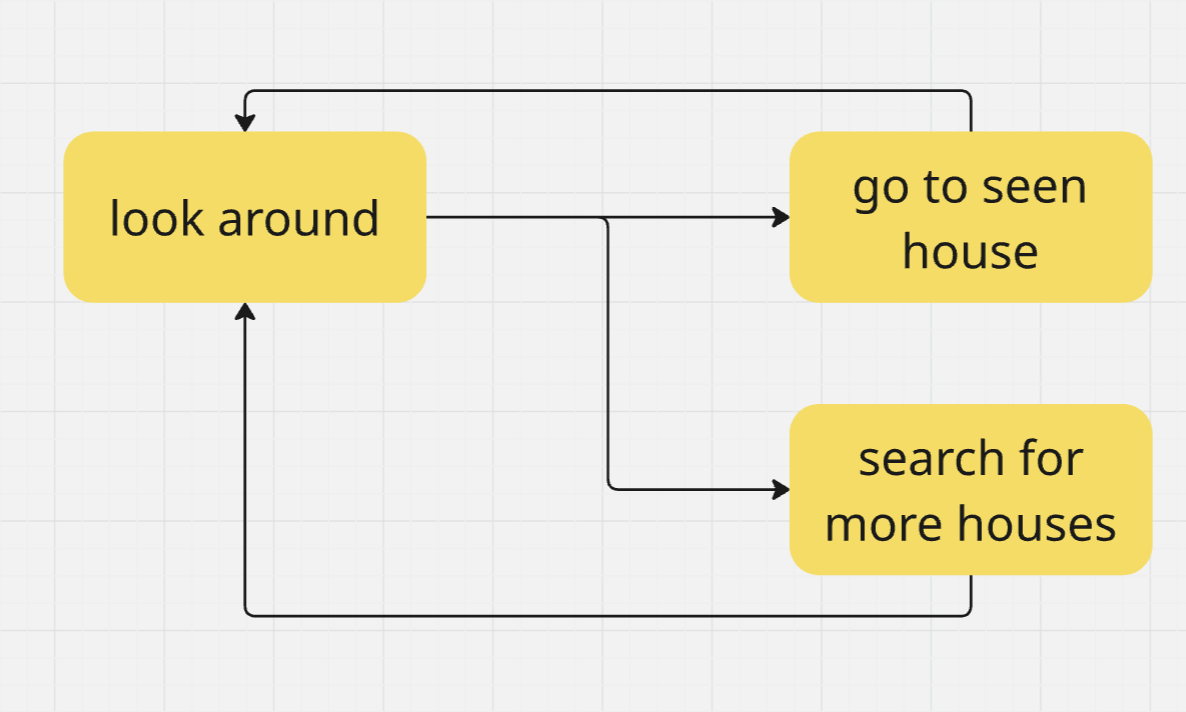 look around
go to seen
house
search for
more houses